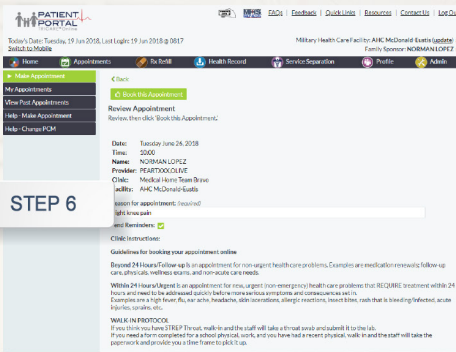 PATIENT
PORTAL
FAQs | Feedback | Quick Links | Resources | Contact Us | Log Ou
Today's Date: Tuesday, 19 Jun 2018, Last Login: 19 Jun 2018 @ 0817
Military Health Care Facility: AHC McDonald Eustis (update)
Switch to Mobile
Family Sponsor: NORMAN LOPEZ
Home Appointments Rx Refill Health Record Service Separation Profile Admin
Make Appointment
My Appointments
View Past Appointments
Help - Make Appointment
Help - Change PCM
STEP 6
Back
Book this Appointment
Review Appointment
Review, then click 'Book this Appointment.'
Date: Tuesday June 26, 2018
Time: 1000
Name: NORMAN LOPEZ
Provider: PEARTXXX,OLIVE
Clinic: Medical Home Team Bravo
acility: AHC McDonald-Eustis
eason for appointment: (required)
ight knee pain
end Reminders:
Clinic Instructions:
Guidelines for booking your appointment online
Beyond 24 Hours/Follow-up is an appointment for non-urgent health care problems. Examples are medication renewals, follow-up
care, physicals, wellness exams, and non-acute care needs.
Within 24 Hours/Urgent is an appointment for new, urgent (non-emergency) health care problems that REQUIRE treatment within 24
hours and need to be addressed quickly before more serious symptoms and consequences set in.
Examples are a high fever, flu, ear ache, headache, skin lacerations, allergic reactions, insect bites, rash that is bleeding/infected, acute
injuries, sprains, etc.
WALK-IN PROTOCOL
If you think you have STREP Throat, walk-in and the staff will take a throat swab and submit it to the lab.
If you need a form completed for a school physical, work, and you have had a recent physical, walk in and the staff will take the
paperwork and provide you a time frame to pick it up.